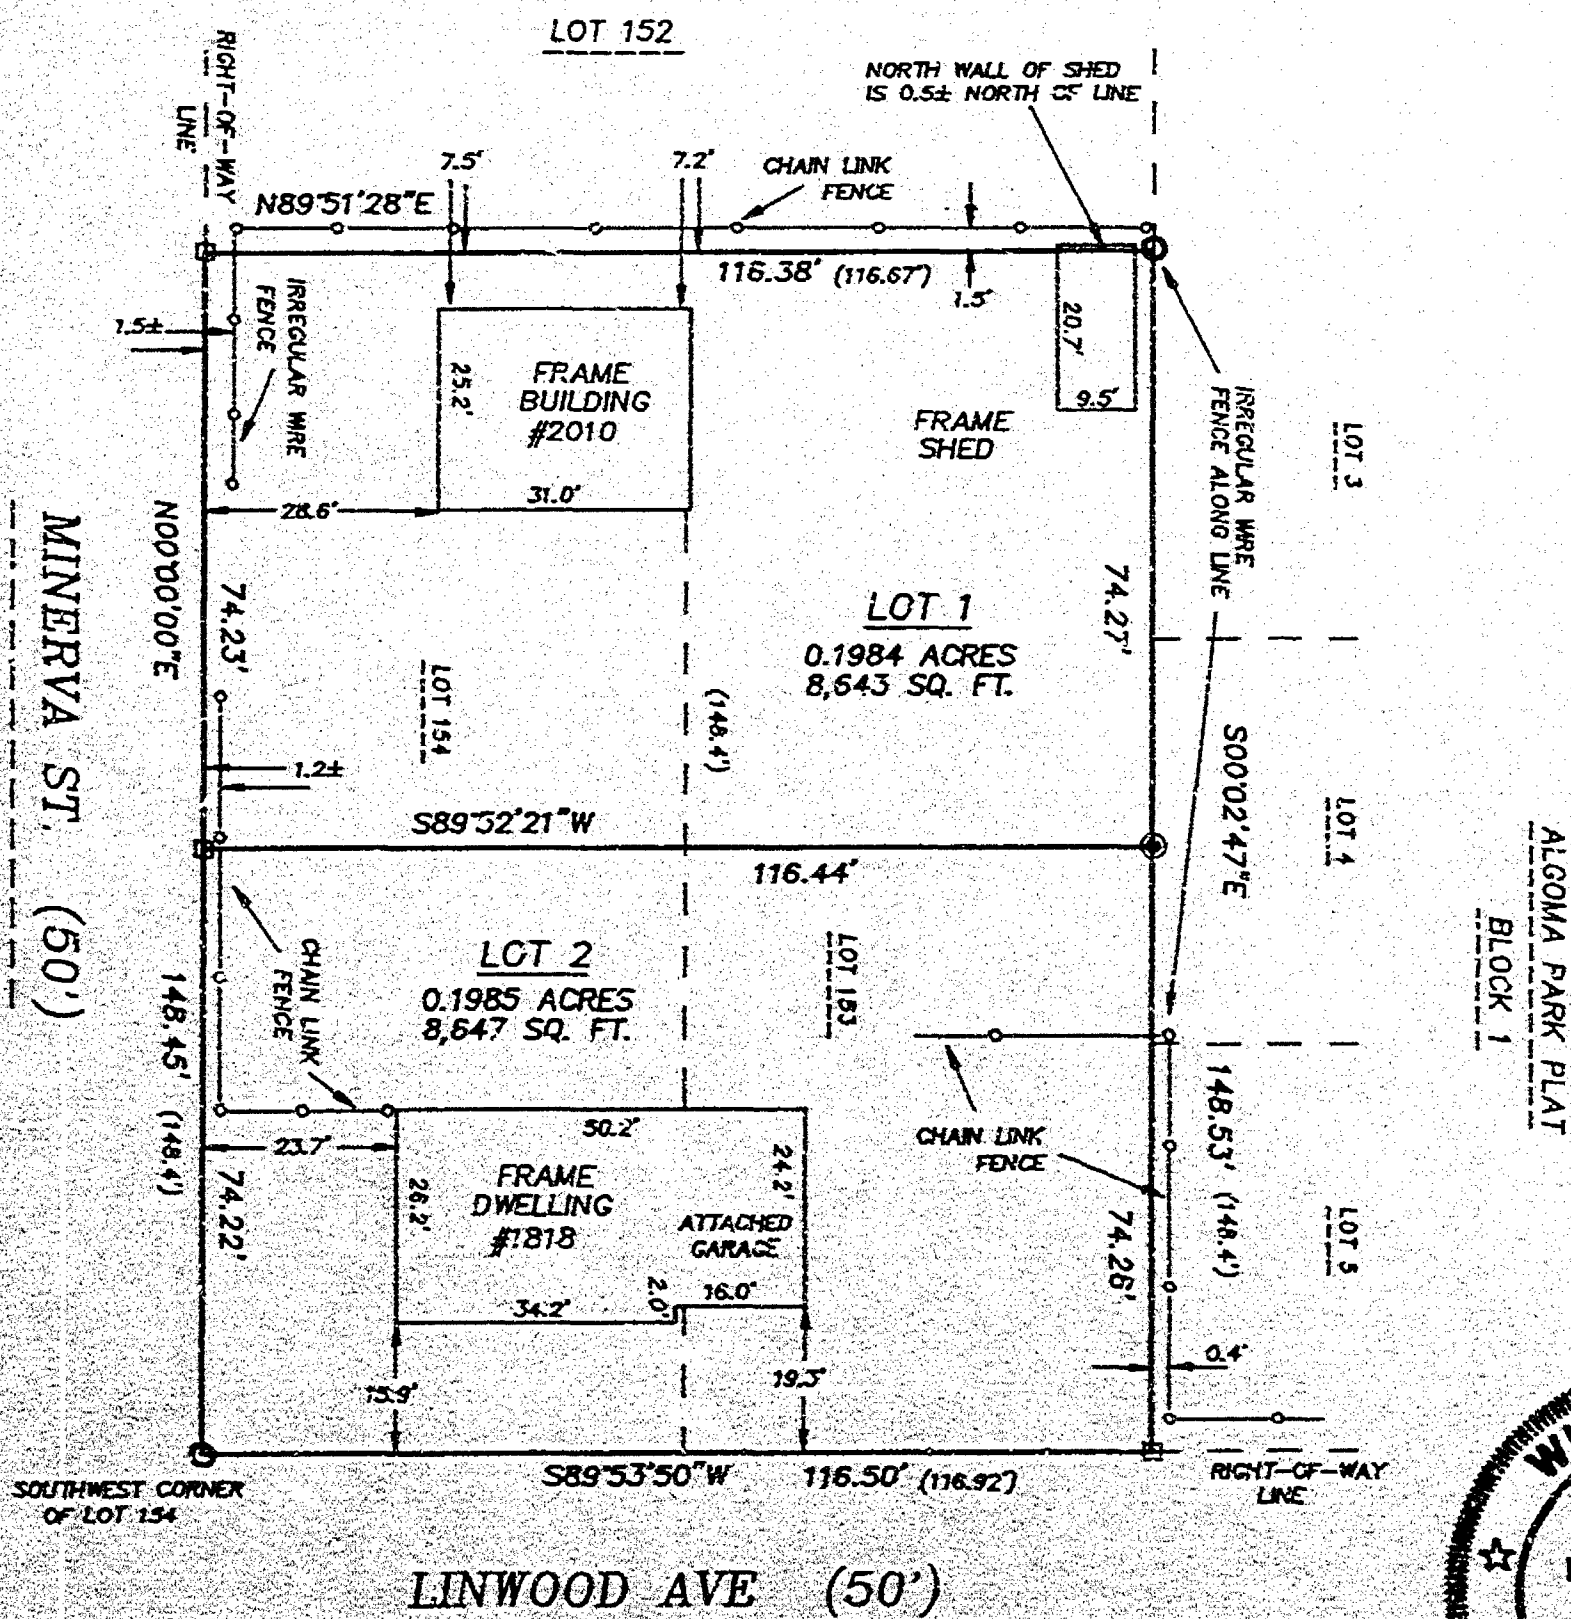 LOT 152
RIGHT-OF-WAY
LINE
NORTH WALL OF SHED
IS 0.5± NORTH OF LINE
7.5'
7.2'
CHAIN LINK
FENCE
N89°51'28"E
116.38' (116.67')
1.5'
1.5±
IRREGULAR WIRE
FENCE
25.2'
FRAME
BUILDING
#2010
31.0'
28.6'
20.7'
9.5'
FRAME
SHED
IRREGULAR WIRE
FENCE ALONG LINE
LOT 3
MINERVA ST. (50')
N00°00'00"E
74.23'
LOT 154
(148.4')
LOT 1
0.1984 ACRES
8,643 SQ. FT.
74.27'
S00°02'47"E
LOT 4
ALGOMA PARK PLAT
BLOCK 1
1.2±
S89°52'21"W
116.44'
CHAIN LINK
FENCE
LOT 2
0.1985 ACRES
8,647 SQ. FT.
LOT 153
148.45' (148.4')
74.22'
23.7'
50.2'
26.2'
FRAME
DWELLING
#1818
24.2'
ATTACHED
GARAGE
34.2'
2.0'
16.0'
15.9'
19.3'
CHAIN LINK
FENCE
148.53' (148.4')
74.26'
LOT 5
0.4'
S89°53'50"W 116.50' (116.92')
RIGHT-OF-WAY
LINE
SOUTHWEST CORNER
OF LOT 154
LINWOOD AVE (50')